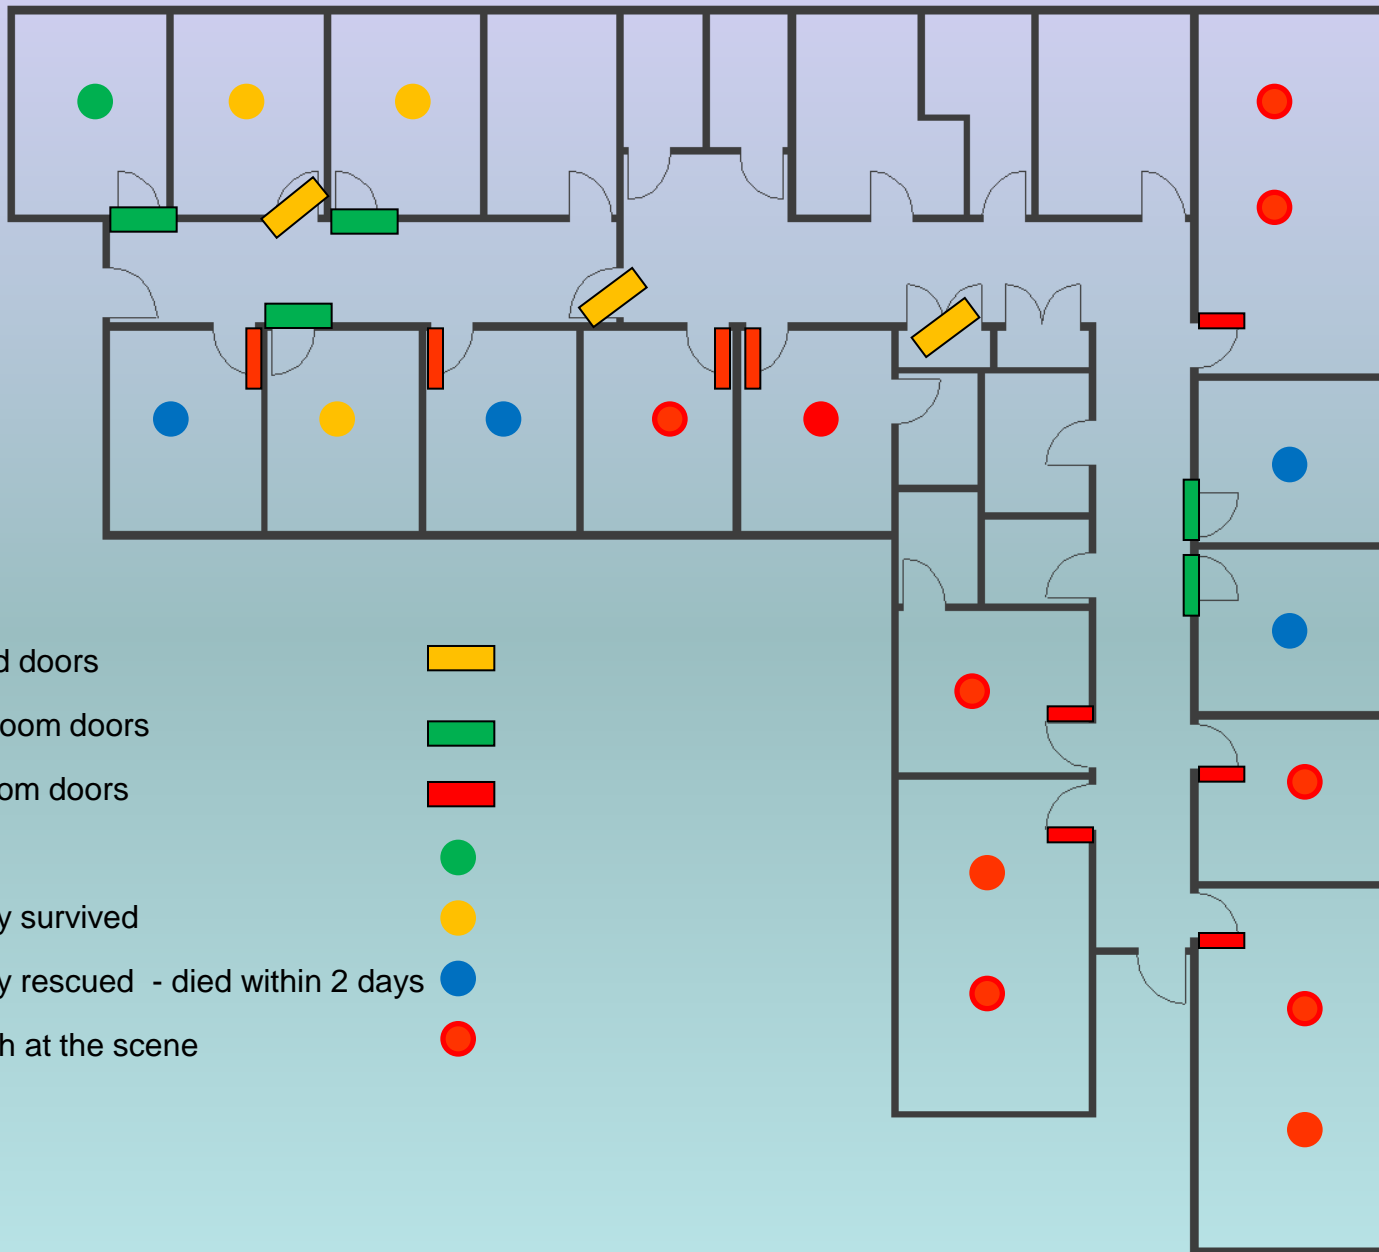 d doors
oom doors
om doors
y survived
y rescued  - died within 2 days
h at the scene